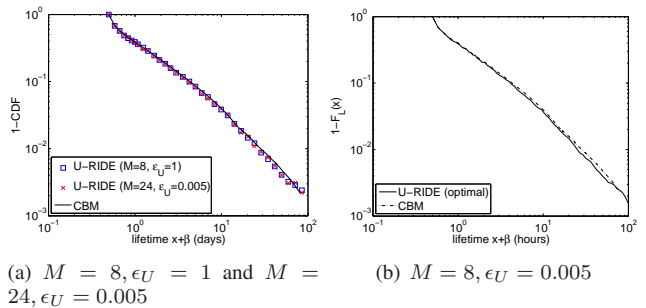 10^0
10^-1
10^-2
10^-3
1−CDF
U−RIDE (M=8, ε_U=1)
U−RIDE (M=24, ε_U=0.005)
CBM
10^-1 10^0 10^1 10^2
lifetime x+β (days)
10^0
10^-1
10^-2
10^-3
1−F_L(x)
U−RIDE (optimal)
CBM
10^-1 10^0 10^1 10^2
lifetime x+β (hours)
(a) M = 8, ϵ_U = 1 and M =
24, ϵ_U = 0.005
(b) M = 8, ϵ_U = 0.005